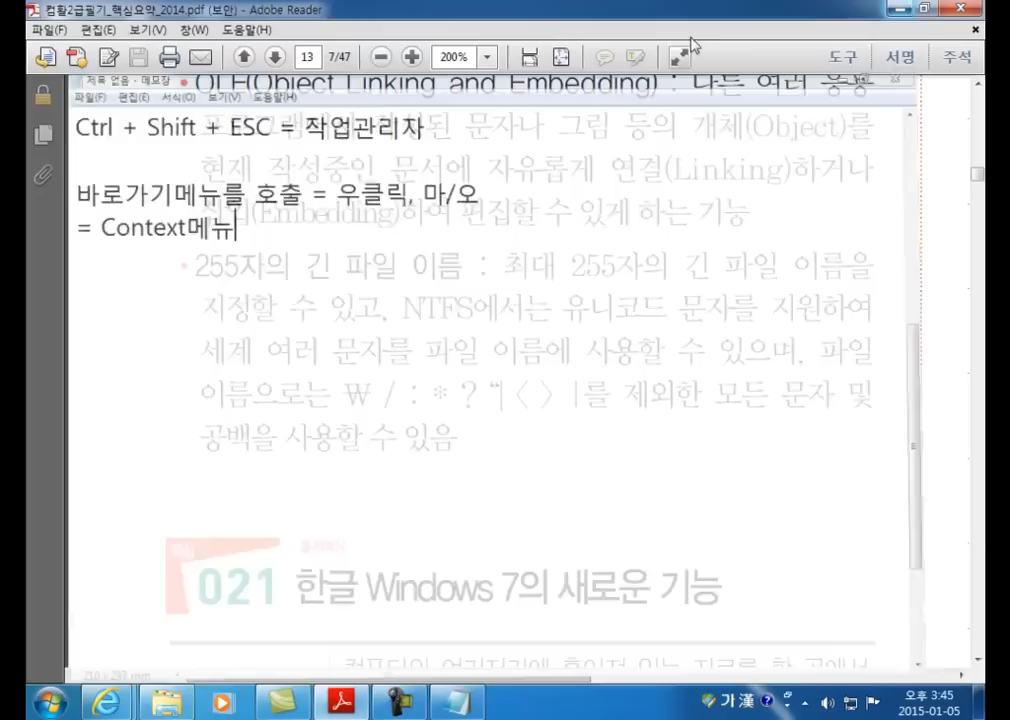 컴활2급필기_핵심요약_2014.pdf (보안) - Adobe Reader
파일(F) 편집(E) 보기(V) 창(W) 도움말(H)
13 7/47 200% 도구 서명 주석
제목 없음 - 메모장
OLE(Object Linking and Embedding) : 다른 여러 응용
파일(F) 편집(E) 서식(O) 보기(V) 도움말(H)
Ctrl + Shift + ESC = 작업관리자
된 문자나 그림 등의 개체(Object)를
현재 작성중인 문서에 자유롭게 연결(Linking)하거나
바로가기메뉴를 호출 = 우클릭, 마/오
(Embedding)하여 편집할 수 있게 하는 기능
= Context메뉴
255자의 긴 파일 이름 : 최대 255자의 긴 파일 이름을
지정할 수 있고, NTFS에서는 유니코드 문자를 지원하여
세계 여러 문자를 파일 이름에 사용할 수 있으며, 파일
이름으로는 ₩ / : * ? “|〈 〉|를 제외한 모든 문자 및
공백을 사용할 수 있음
핵심
021 한글 Windows 7의 새로운 기능
210 x 297 mm
가 漢
오후 3:45
2015-01-05